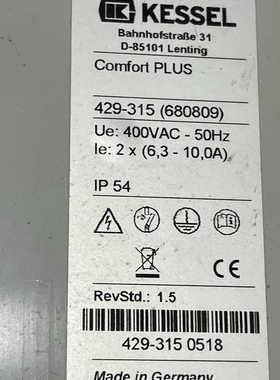 KESSEL
Bahnhofstraße 31
D-85101 Lenting
Comfort PLUS
429-315 (680809)
Ue: 400VAC - 50Hz
Ie: 2 x (6,3 - 10,0A)
IP 54
CE
RevStd.: 1.5
429-315 0518
Made in Germany